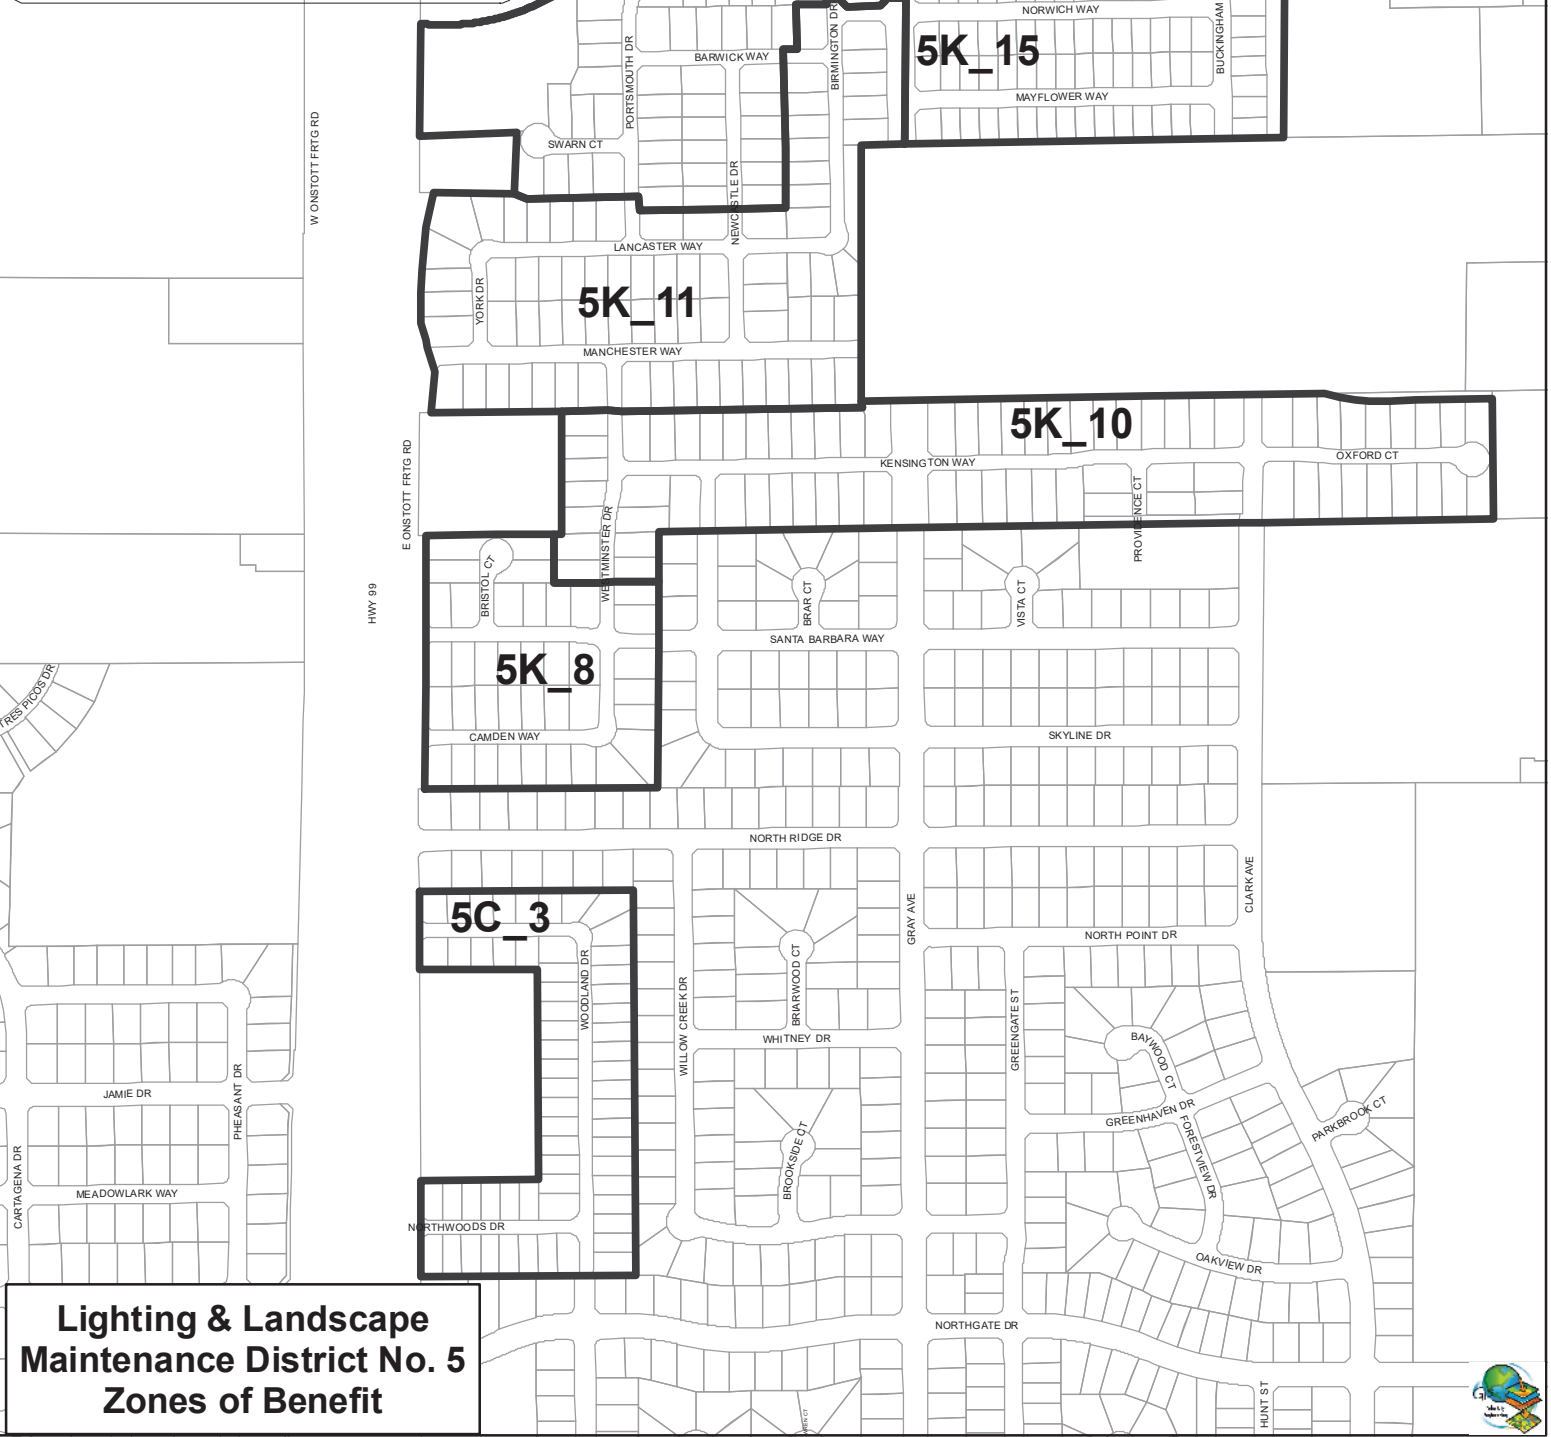 NORWICH WAY
BUCKINGHAM
5K_15
BIRMINGTON DR
PORTSMOUTH DR
BARWICK WAY
MAYFLOWER WAY
W ONSTOTT FRTG RD
SWARN CT
NEWCASTLE DR
LANCASTER WAY
YORK DR
5K_11
MANCHESTER WAY
5K_10
KENSINGTON WAY
OXFORD CT
E ONSTOTT FRTG RD
WESTMINSTER DR
PROVIDENCE CT
HWY 99
BRISTOL CT
BRAR CT
VISTA CT
SANTA BARBARA WAY
5K_8
TRES PICOS DR
CAMDEN WAY
SKYLINE DR
NORTH RIDGE DR
CLARK AVE
5C_3
GRAY AVE
NORTH POINT DR
WOODLAND DR
BRIARWOOD CT
WILLOW CREEK DR
GREENGATE ST
WHITNEY DR
BAYWOOD CT
JAMIE DR
PHEASANT DR
GREENHAVEN DR
PARKBROOK CT
FORESTVIEW DR
BROOKSIDE CT
CARTAGENA DR
MEADOWLARK WAY
NORTHWOODS DR
OAKVIEW DR
NORTHGATE DR
HUNT ST
Lighting & Landscape
Maintenance District No. 5
Zones of Benefit